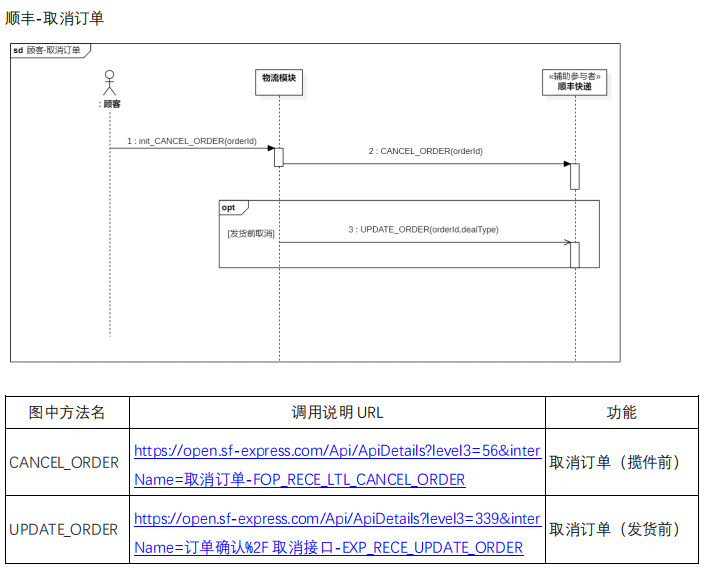 顺丰-取消订单
sd 顾客-取消订单
: 顾客
物流模块
«辅助参与者»
顺丰快递
1 : init_CANCEL_ORDER(orderId)
2 : CANCEL_ORDER(orderId)
opt
[发货前取消]
3 : UPDATE_ORDER(orderId,dealType)
图中方法名 调用说明 URL 功能
CANCEL_ORDER https://open.sf-express.com/Api/ApiDetails?level3=56&inter 取消订单（揽件前）
Name=取消订单-FOP_RECE_LTL_CANCEL_ORDER
UPDATE_ORDER https://open.sf-express.com/Api/ApiDetails?level3=339&inter 取消订单（发货前）
Name=订单确认%2F 取消接口-EXP_RECE_UPDATE_ORDER